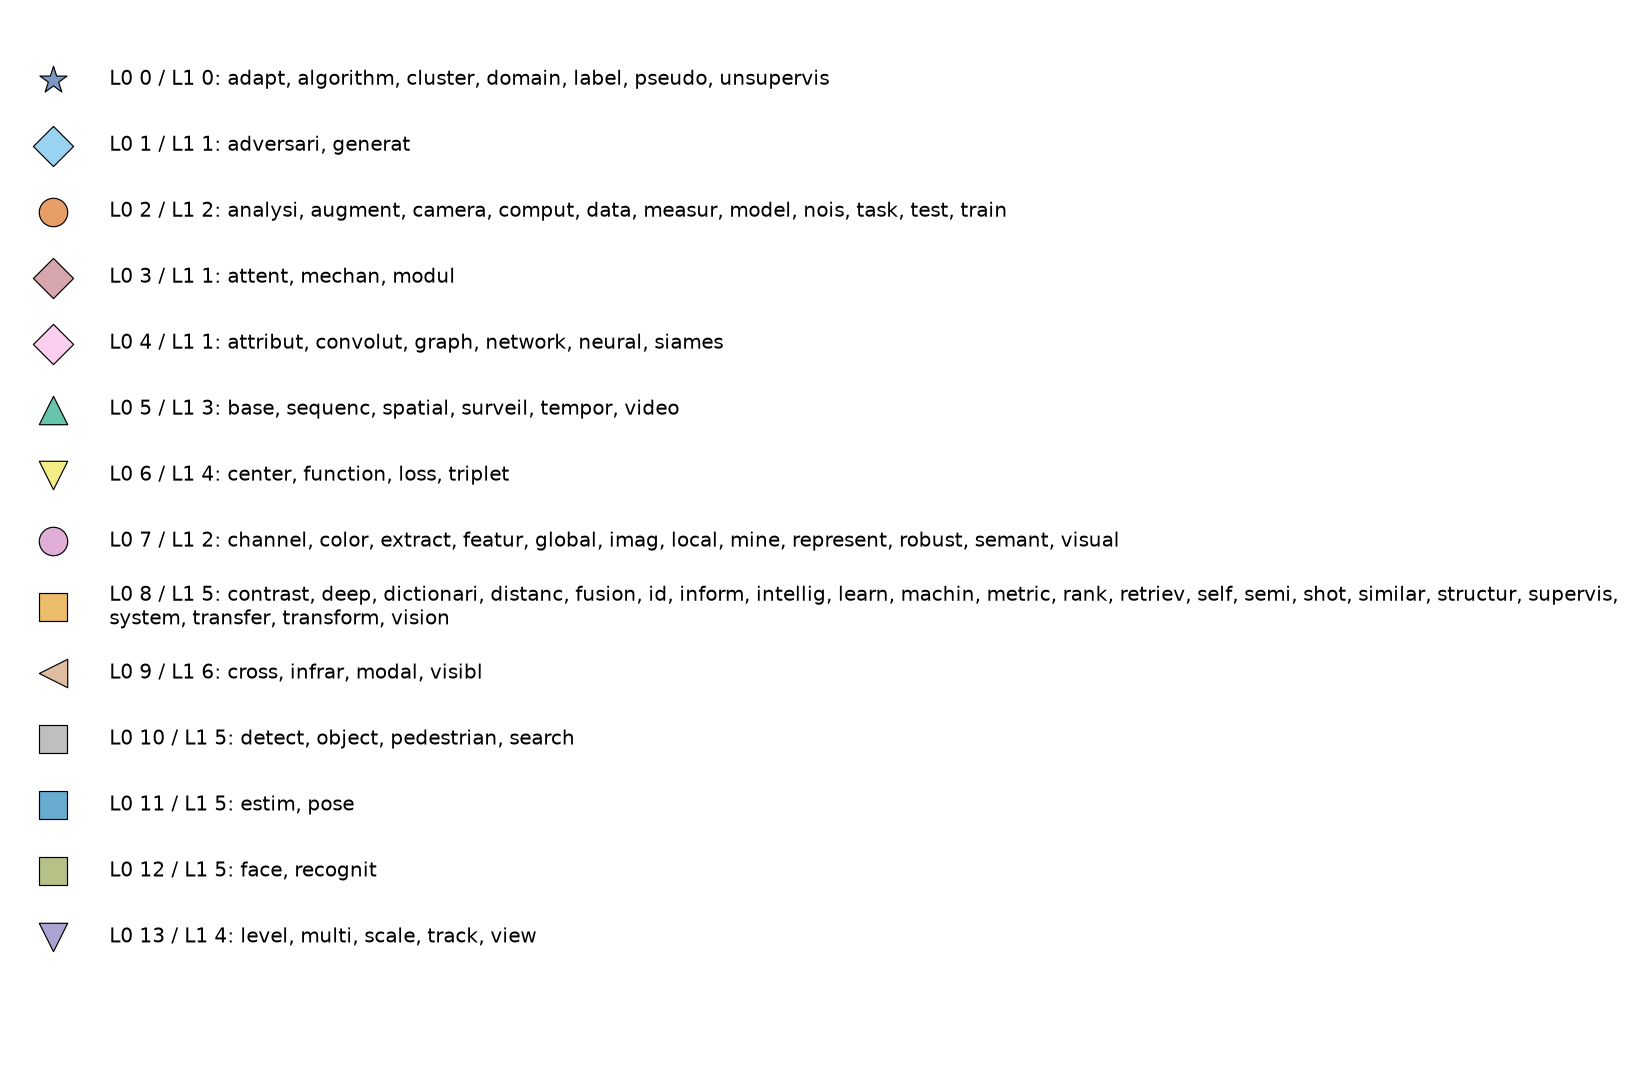 L0 0 / L1 0: adapt, algorithm, cluster, domain, label, pseudo, unsupervis
L0 1 / L1 1: adversari, generat
L0 2 / L1 2: analysi, augment, camera, comput, data, measur, model, nois, task, test, train
L0 3 / L1 1: attent, mechan, modul
L0 4 / L1 1: attribut, convolut, graph, network, neural, siames
L0 5 / L1 3: base, sequenc, spatial, surveil, tempor, video
L0 6 / L1 4: center, function, loss, triplet
L0 7 / L1 2: channel, color, extract, featur, global, imag, local, mine, represent, robust, semant, visual
L0 8 / L1 5: contrast, deep, dictionari, distanc, fusion, id, inform, intellig, learn, machin, metric, rank, retriev, self, semi, shot, similar, structur, supervis,
system, transfer, transform, vision
L0 9 / L1 6: cross, infrar, modal, visibl
L0 10 / L1 5: detect, object, pedestrian, search
L0 11 / L1 5: estim, pose
L0 12 / L1 5: face, recognit
L0 13 / L1 4: level, multi, scale, track, view